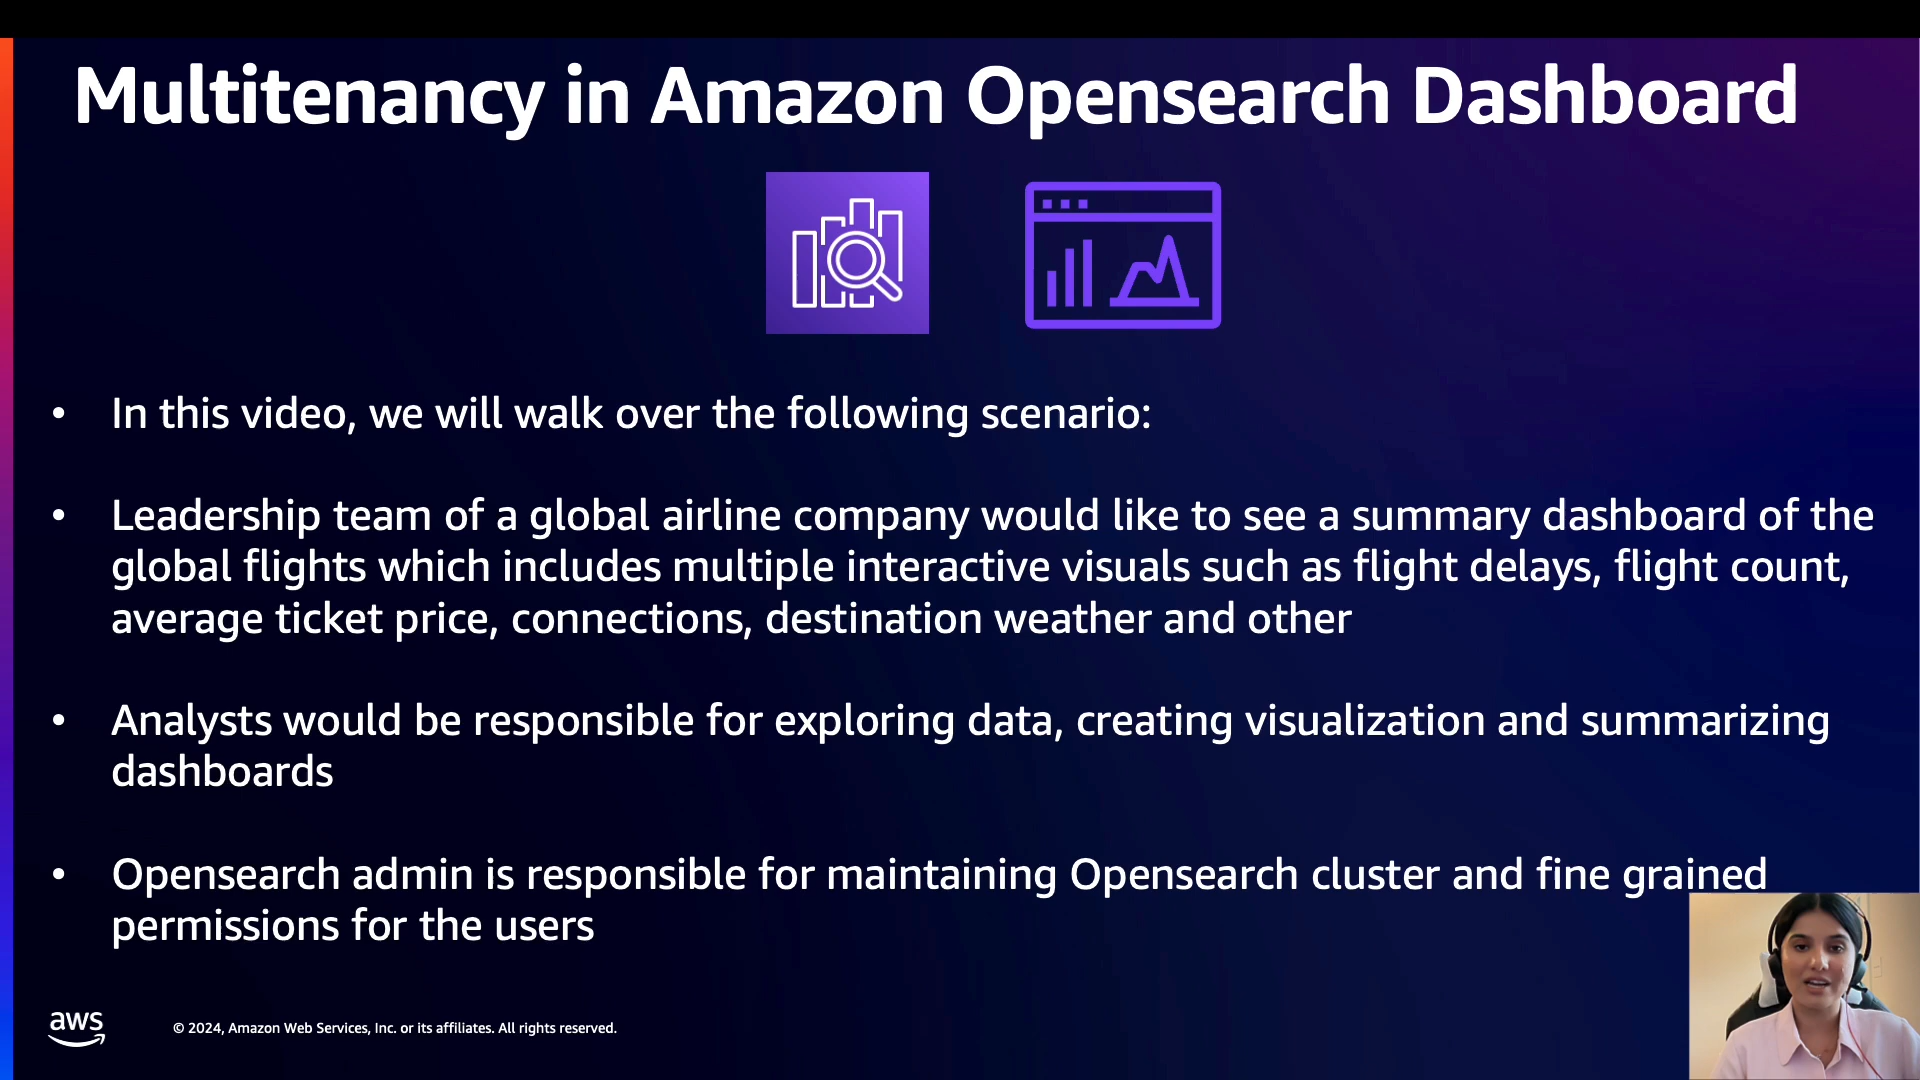 Multitenancy in Amazon Opensearch Dashboard
• In this video, we will walk over the following scenario:
• Leadership team of a global airline company would like to see a summary dashboard of the
global flights which includes multiple interactive visuals such as flight delays, flight count,
average ticket price, connections, destination weather and other
• Analysts would be responsible for exploring data, creating visualization and summarizing
dashboards
• Opensearch admin is responsible for maintaining Opensearch cluster and fine grained
permissions for the users
aws
© 2024, Amazon Web Services, Inc. or its affiliates. All rights reserved.